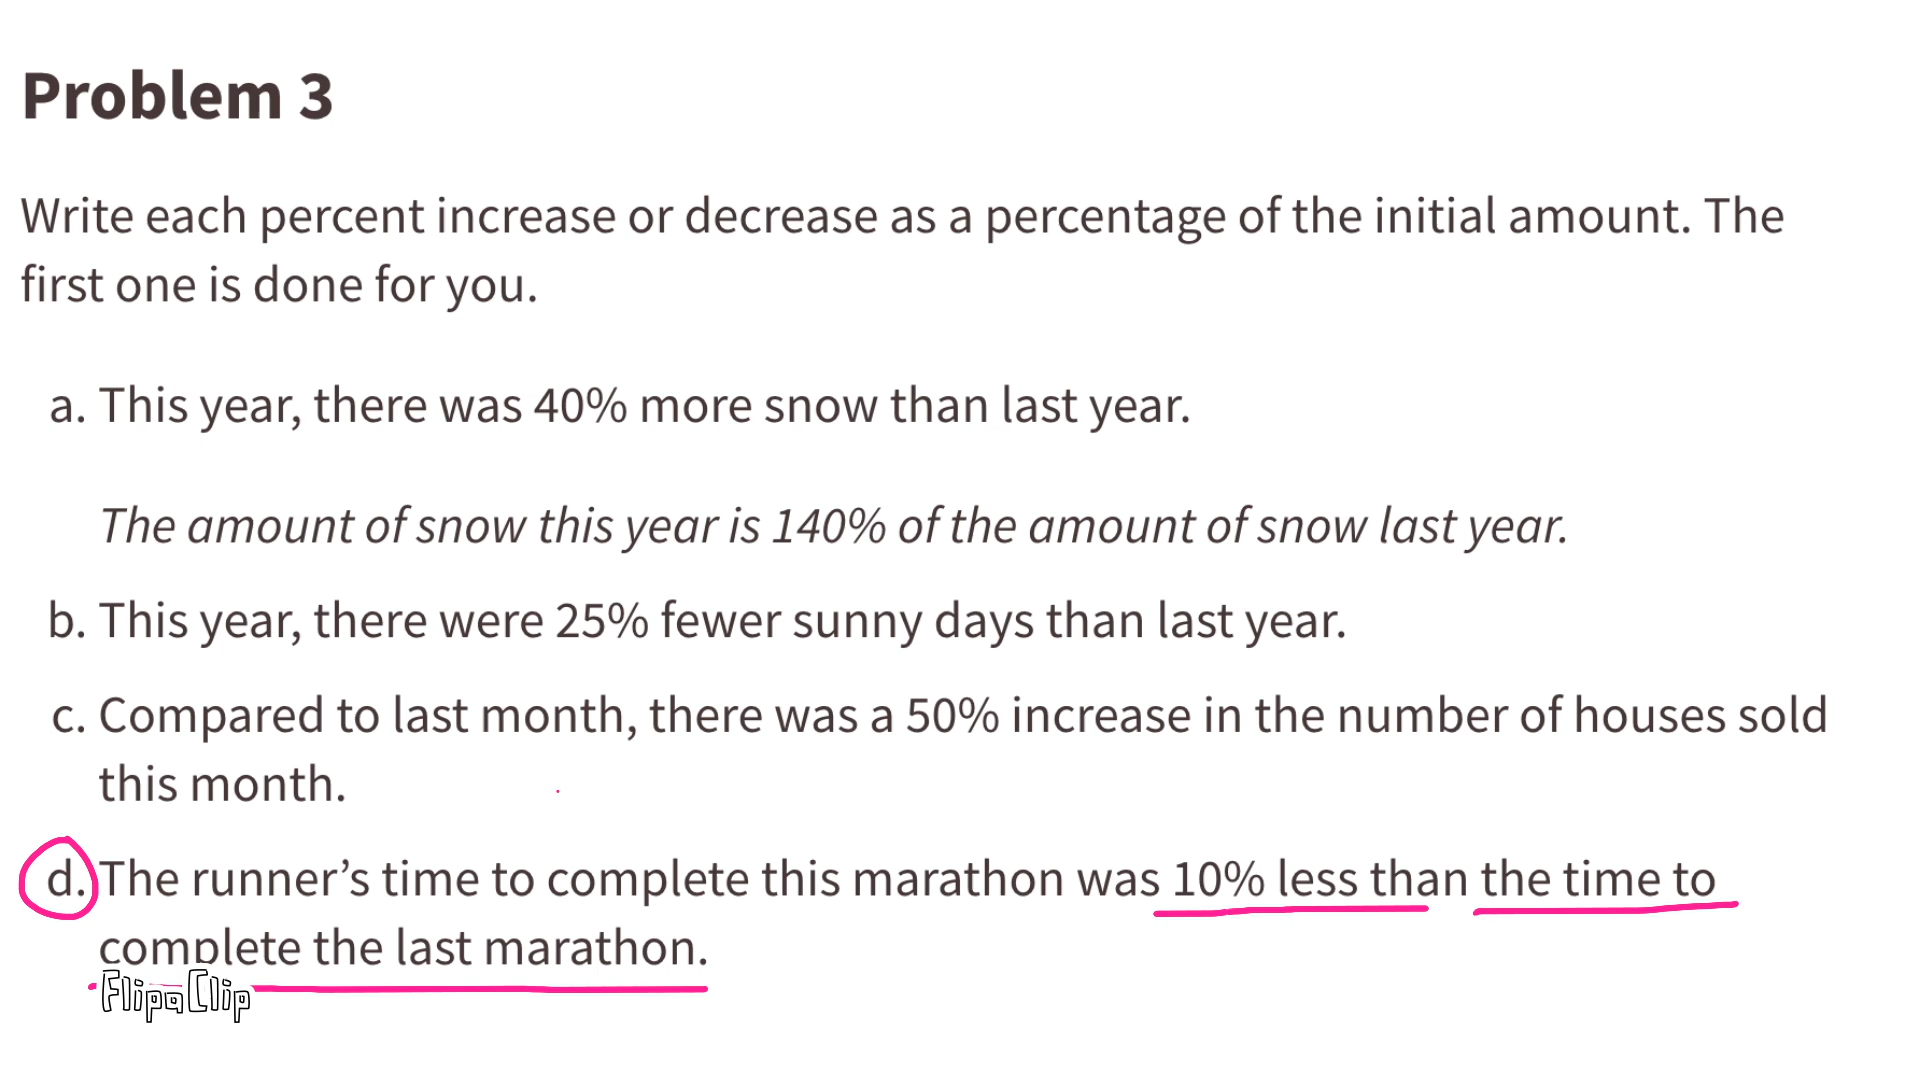 Problem 3
Write each percent increase or decrease as a percentage of the initial amount. The
first one is done for you.
a. This year, there was 40% more snow than last year.
The amount of snow this year is 140% of the amount of snow last year.
b. This year, there were 25% fewer sunny days than last year.
c. Compared to last month, there was a 50% increase in the number of houses sold
this month.
d. The runner’s time to complete this marathon was 10% less than the time to
complete the last marathon.
FlipaClip